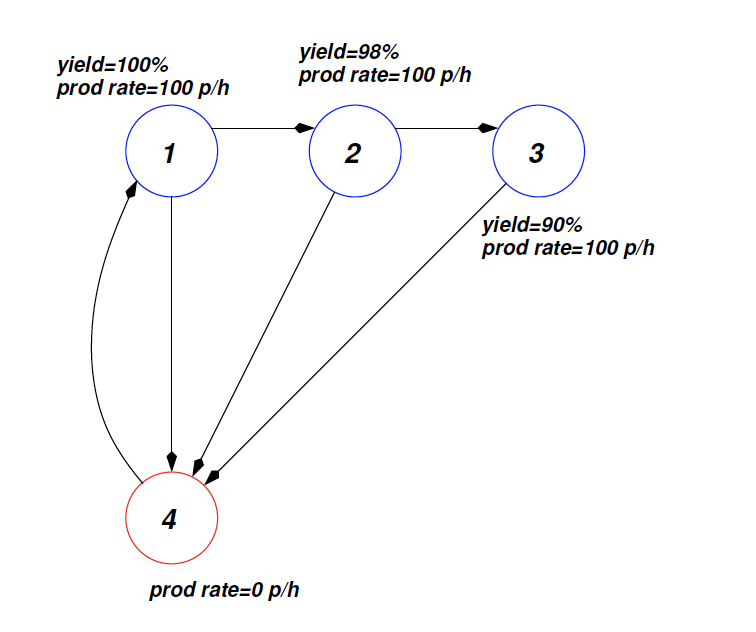 yield=100%
prod rate=100 p/h
yield=98%
prod rate=100 p/h
1
2
3
yield=90%
prod rate=100 p/h
4
prod rate=0 p/h